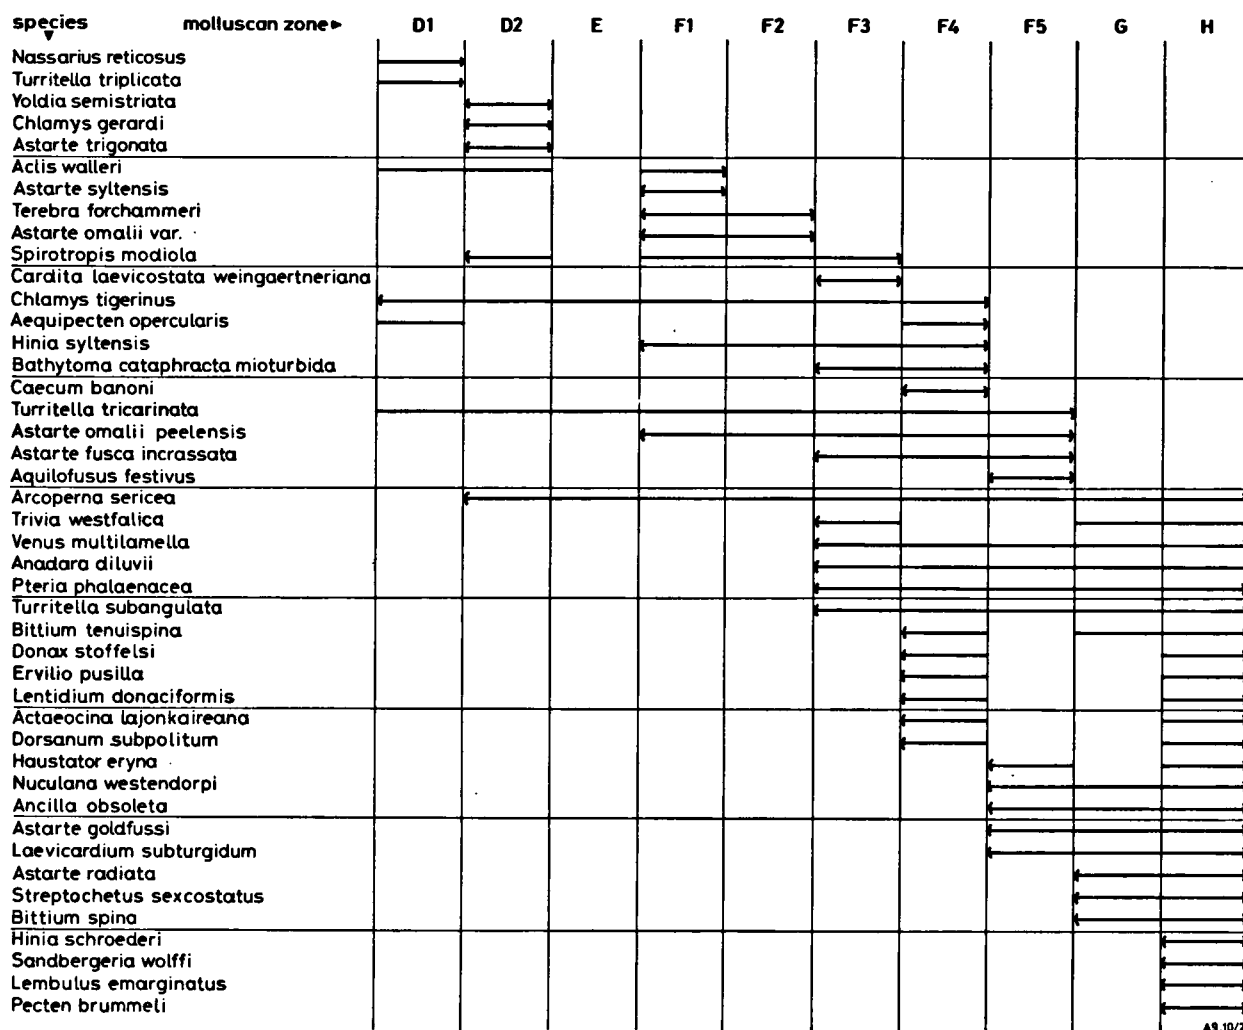 species molluscan zone D1 D2 E F1 F2 F3 F4 F5 G H
Nassarius reticosus
Turritella triplicata
Yoldia semistriata
Chlamys gerardi
Astarte trigonata
Aclis walleri
Astarte syltensis
Terebra forchammeri
Astarte omalii var.
Spirotropis modiola
Cardita laevicostata weingaertneriana
Chlamys tigerinus
Aequipecten opercularis
Hinia syltensis
Bathytoma cataphracta mioturbida
Caecum banoni
Turritella tricarinata
Astarte omalii peelensis
Astarte fusca incrassata
Aquilofusus festivus
Arcoperna sericea
Trivia westfalica
Venus multilamella
Anadara diluvii
Pteria phalaenacea
Turritella subangulata
Bittium tenuispina
Donax stoffelsi
Ervilio pusilla
Lentidium donaciformis
Actaeocina lajonkaireana
Dorsanum subpolitum
Haustator eryna
Nuculana westendorpi
Ancilla obsoleta
Astarte goldfussi
Laevicardium subturgidum
Astarte radiata
Streptochetus sexcostatus
Bittium spina
Hinia schroederi
Sandbergeria wolffi
Lembulus emarginatus
Pecten brummeli